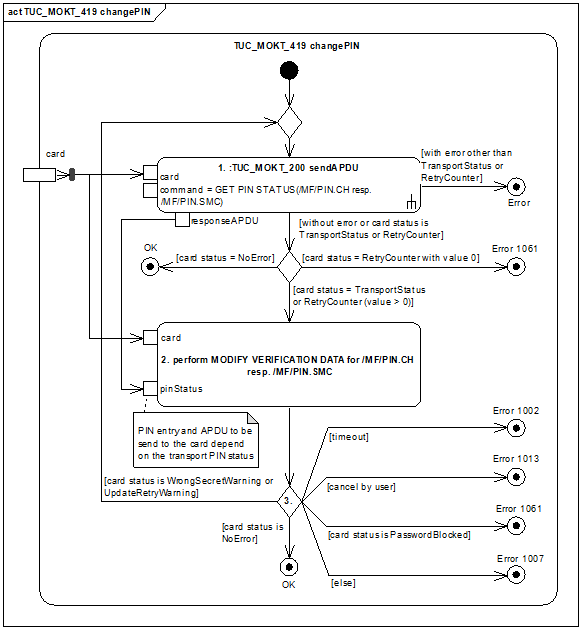 act TUC_MOKT_419 changePIN
TUC_MOKT_419 changePIN
card
1. :TUC_MOKT_200 sendAPDU
card
command = GET PIN STATUS(/MF/PIN.CH resp.
/MF/PIN.SMC)
[with error other than
TransportStatus or
RetryCounter]
Error
responseAPDU
[without error or card status is
TransportStatus or RetryCounter]
OK
[card status = NoError]
[card status = RetryCounter with value 0]
Error 1061
[card status = TransportStatus
or RetryCounter (value > 0)]
card
2. perform MODIFY VERIFICATION DATA for /MF/PIN.CH
resp. /MF/PIN.SMC
pinStatus
PIN entry and APDU to be
send to the card depend
on the transport PIN status
Error 1002
[timeout]
[card status is WrongSecretWarning or
UpdateRetryWarning]
Error 1013
[cancel by user]
3.
[card status is
NoError]
Error 1061
[card status is PasswordBlocked]
Error 1007
[else]
OK